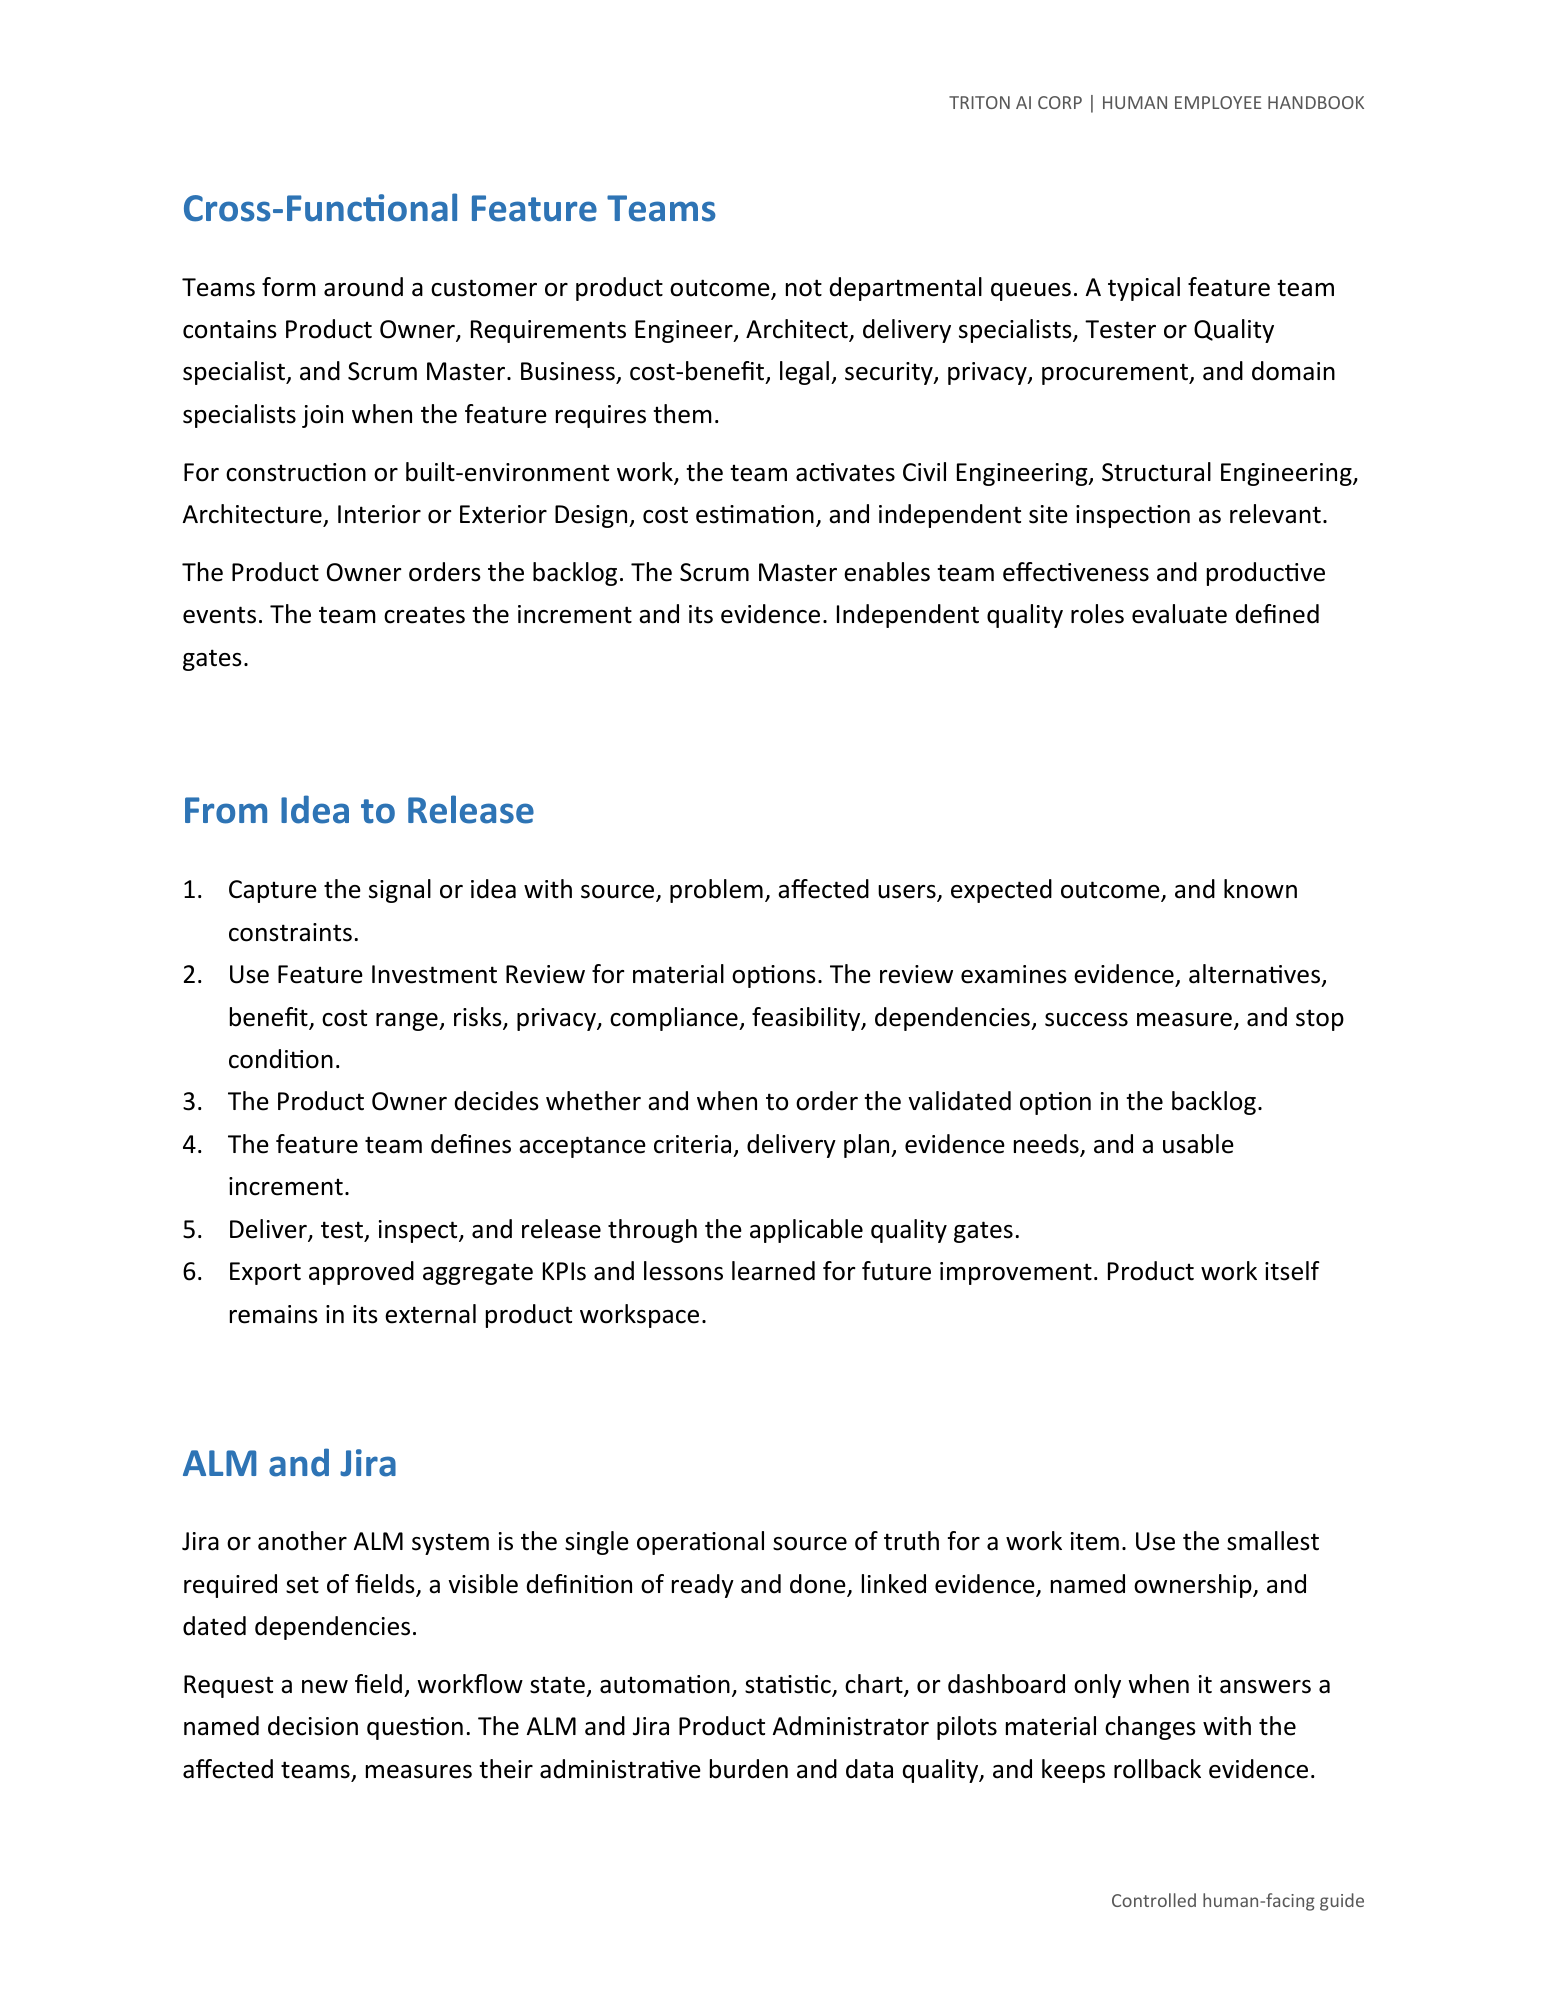 TRITON AI CORP | HUMAN EMPLOYEE HANDBOOK
Cross-Functional Feature Teams
Teams form around a customer or product outcome, not departmental queues. A typical feature team
contains Product Owner, Requirements Engineer, Architect, delivery specialists, Tester or Quality
specialist, and Scrum Master. Business, cost-benefit, legal, security, privacy, procurement, and domain
specialists join when the feature requires them.
For construction or built-environment work, the team activates Civil Engineering, Structural Engineering,
Architecture, Interior or Exterior Design, cost estimation, and independent site inspection as relevant.
The Product Owner orders the backlog. The Scrum Master enables team effectiveness and productive
events. The team creates the increment and its evidence. Independent quality roles evaluate defined
gates.
From Idea to Release
1. Capture the signal or idea with source, problem, affected users, expected outcome, and known
constraints.
2. Use Feature Investment Review for material options. The review examines evidence, alternatives,
benefit, cost range, risks, privacy, compliance, feasibility, dependencies, success measure, and stop
condition.
3. The Product Owner decides whether and when to order the validated option in the backlog.
4. The feature team defines acceptance criteria, delivery plan, evidence needs, and a usable
increment.
5. Deliver, test, inspect, and release through the applicable quality gates.
6. Export approved aggregate KPIs and lessons learned for future improvement. Product work itself
remains in its external product workspace.
ALM and Jira
Jira or another ALM system is the single operational source of truth for a work item. Use the smallest
required set of fields, a visible definition of ready and done, linked evidence, named ownership, and
dated dependencies.
Request a new field, workflow state, automation, statistic, chart, or dashboard only when it answers a
named decision question. The ALM and Jira Product Administrator pilots material changes with the
affected teams, measures their administrative burden and data quality, and keeps rollback evidence.
Controlled human-facing guide